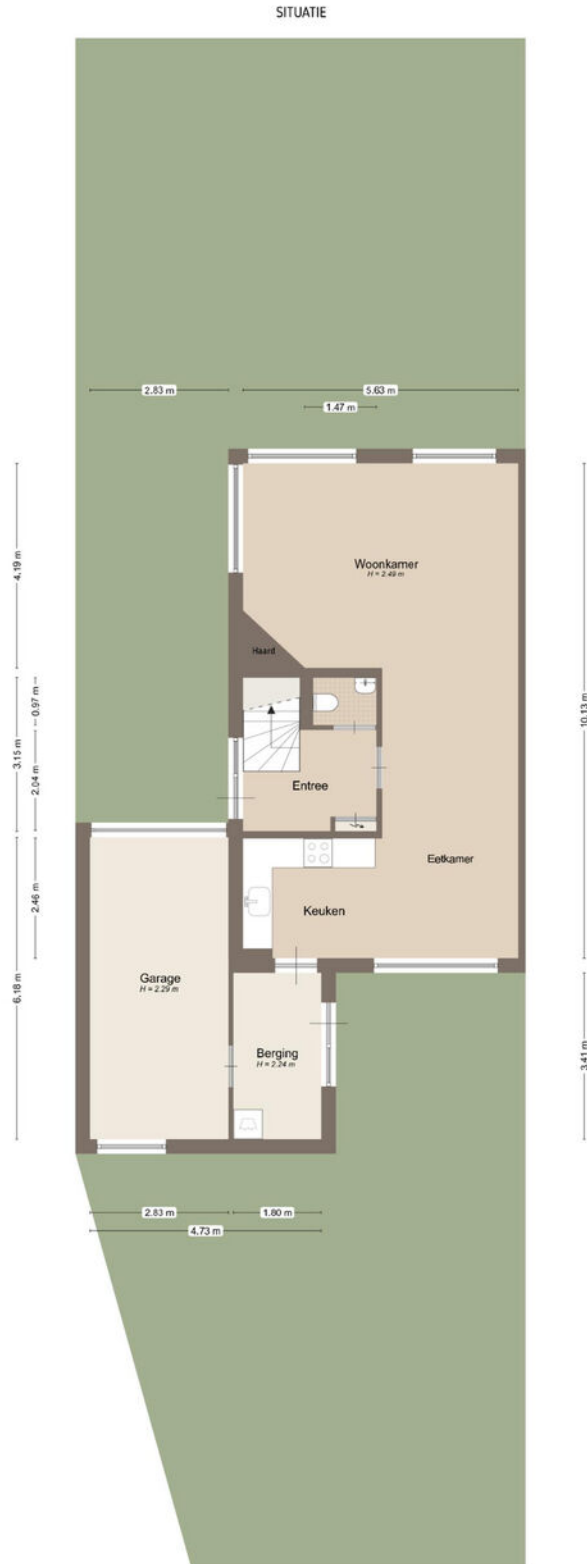 SITUATIE
2.83 m
5.63 m
1.47 m
4.19 m
Woonkamer
H = 2.49 m
Haard
0.97 m
3.15 m
2.04 m
10.13 m
Entree
2.46 m
Eetkamer
Keuken
6.18 m
Garage
H = 2.29 m
Berging
H = 2.24 m
3.41 m
2.83 m
1.80 m
4.73 m